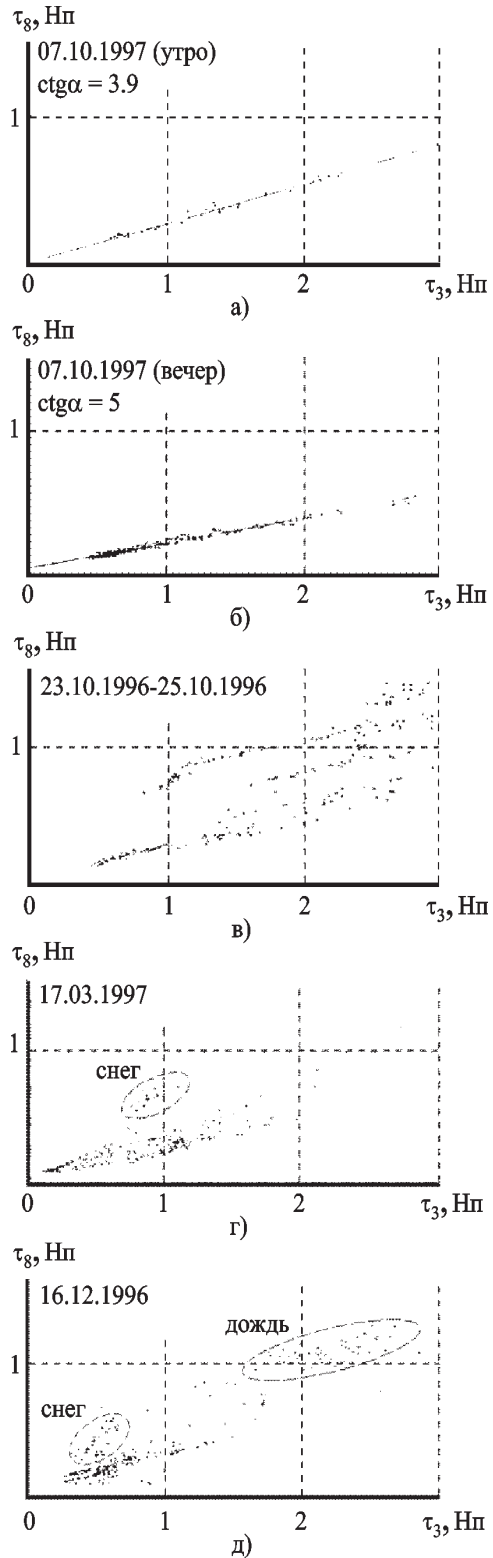 τ₈, Нп
07.10.1997 (утро)
ctgα = 3.9
1
0 1 2 τ₃, Нп
а)
τ₈, Нп
07.10.1997 (вечер)
ctgα = 5
1
0 1 2 τ₃, Нп
б)
τ₈, Нп
23.10.1996-25.10.1996
1
0 1 2 τ₃, Нп
в)
τ₈, Нп
17.03.1997
1
снег
0 1 2 τ₃, Нп
г)
τ₈, Нп
16.12.1996
дождь
1
снег
0 1 2 τ₃, Нп
д)